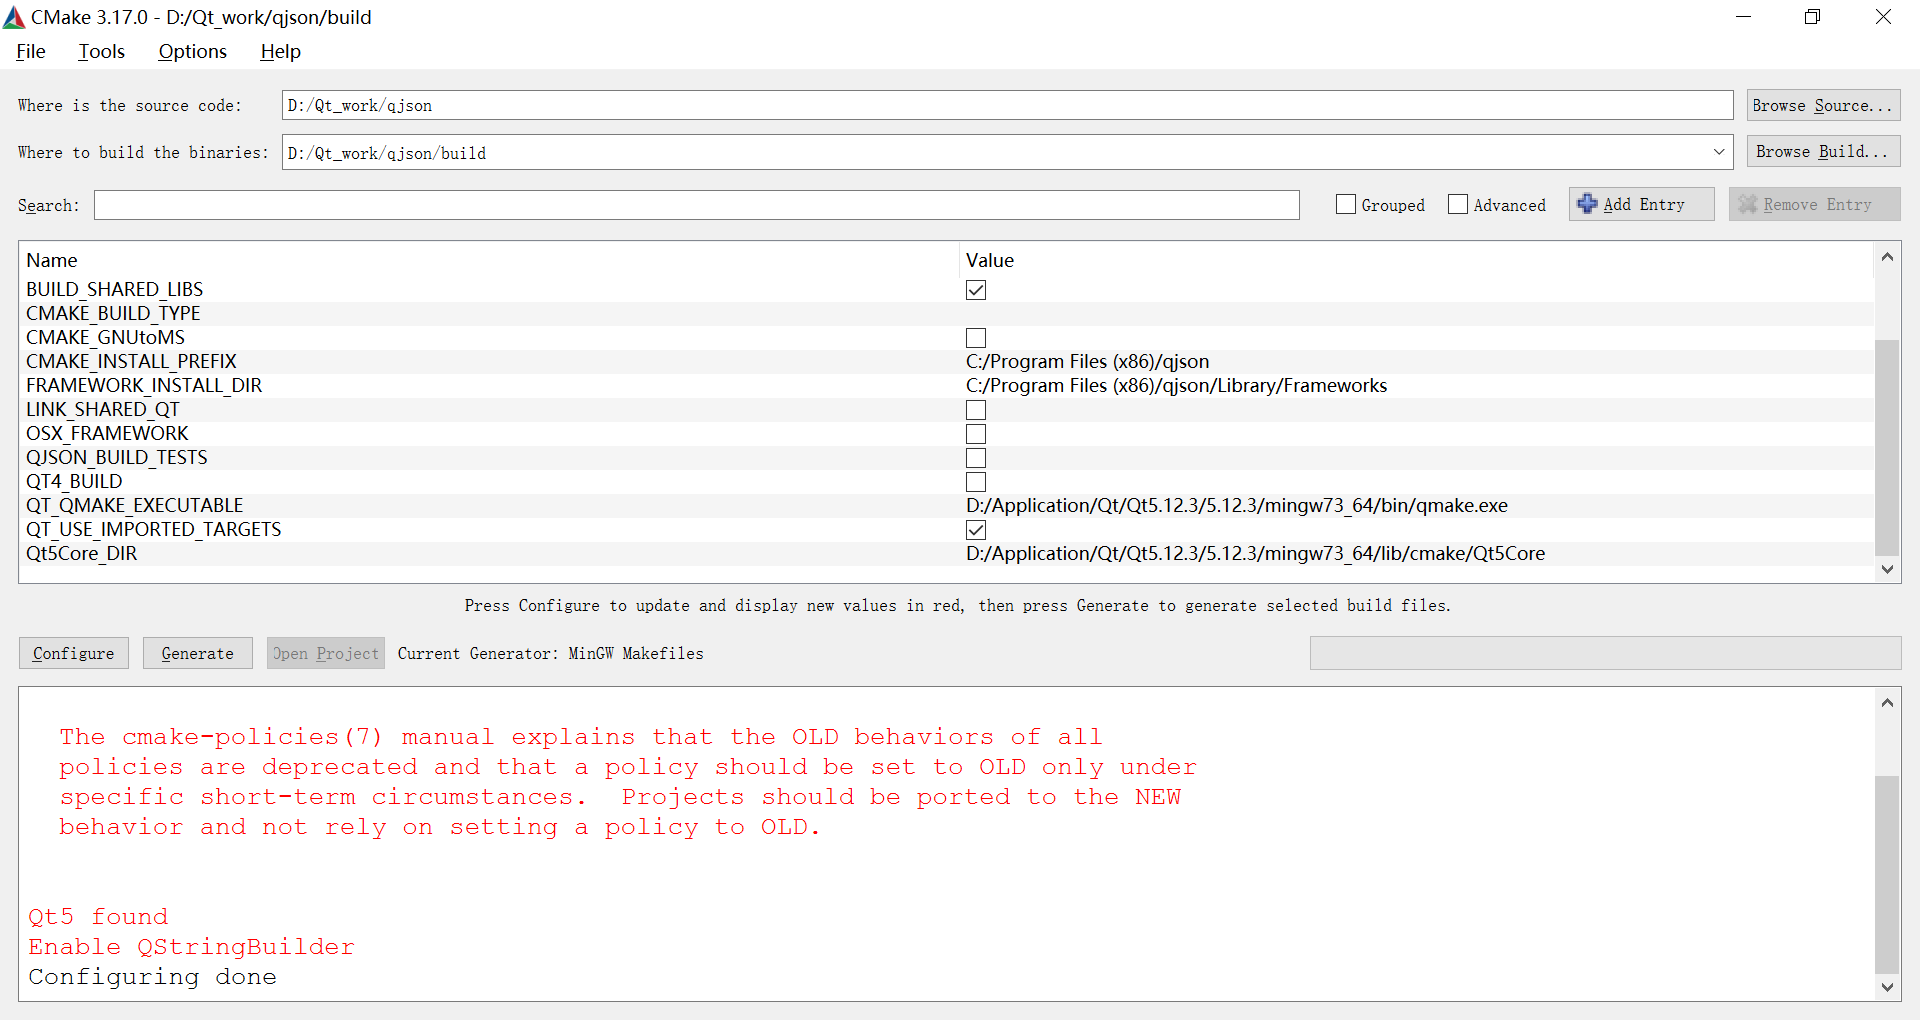 CMake 3.17.0 - D:/Qt_work/qjson/build
File Tools Options Help
Where is the source code: D:/Qt_work/qjson Browse Source...
Where to build the binaries: D:/Qt_work/qjson/build Browse Build...
Search: Grouped Advanced Add Entry Remove Entry
Name Value
BUILD_SHARED_LIBS
CMAKE_BUILD_TYPE
CMAKE_GNUtoMS
CMAKE_INSTALL_PREFIX C:/Program Files (x86)/qjson
FRAMEWORK_INSTALL_DIR C:/Program Files (x86)/qjson/Library/Frameworks
LINK_SHARED_QT
OSX_FRAMEWORK
QJSON_BUILD_TESTS
QT4_BUILD
QT_QMAKE_EXECUTABLE D:/Application/Qt/Qt5.12.3/5.12.3/mingw73_64/bin/qmake.exe
QT_USE_IMPORTED_TARGETS
Qt5Core_DIR D:/Application/Qt/Qt5.12.3/5.12.3/mingw73_64/lib/cmake/Qt5Core
Press Configure to update and display new values in red, then press Generate to generate selected build files.
Configure Generate Open Project Current Generator: MinGW Makefiles
The cmake-policies(7) manual explains that the OLD behaviors of all
policies are deprecated and that a policy should be set to OLD only under
specific short-term circumstances.  Projects should be ported to the NEW
behavior and not rely on setting a policy to OLD.
Qt5 found
Enable QStringBuilder
Configuring done